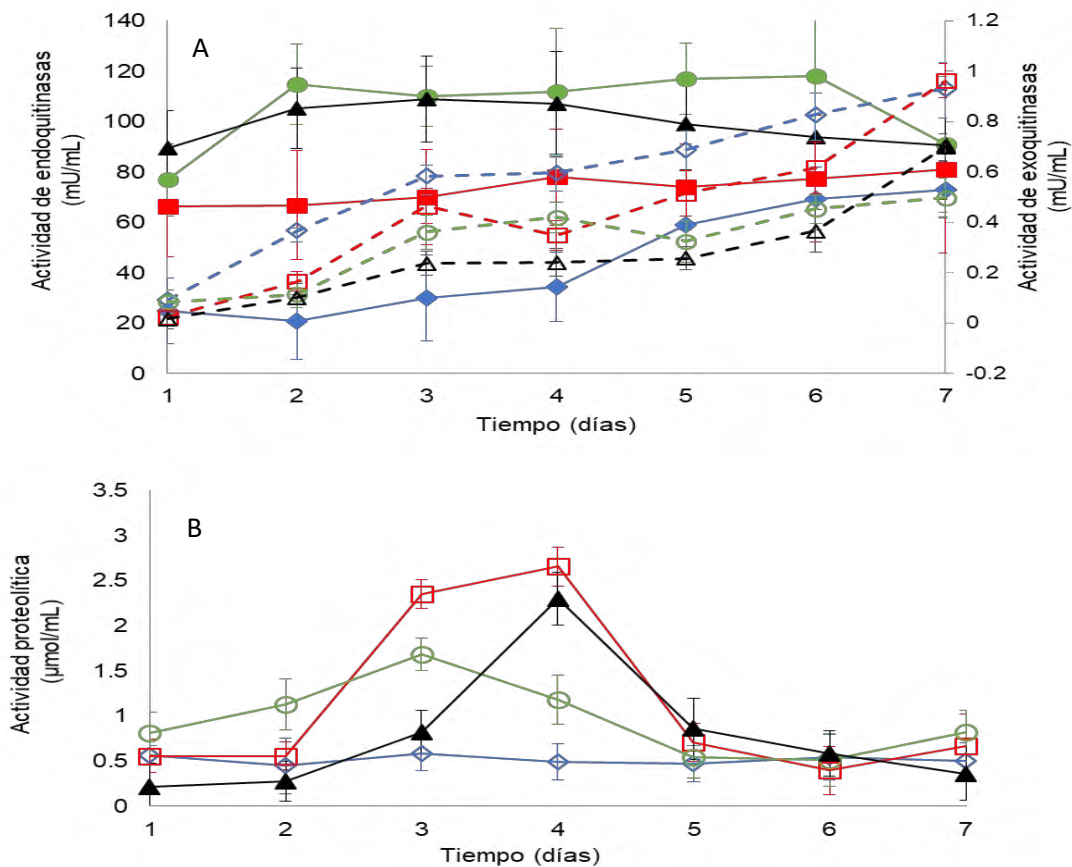 A
Actividad de endoquitinasas
(mU/mL)
140
120
100
80
60
40
20
0
1.2
1
0.8
0.6
0.4
0.2
0
-0.2
Actividad de exoquitinasas
(mU/mL)
1 2 3 4 5 6 7
Tiempo (días)
B
Actividad proteolítica
(µmol/mL)
3.5
3
2.5
2
1.5
1
0.5
0
1 2 3 4 5 6 7
Tiempo (días)